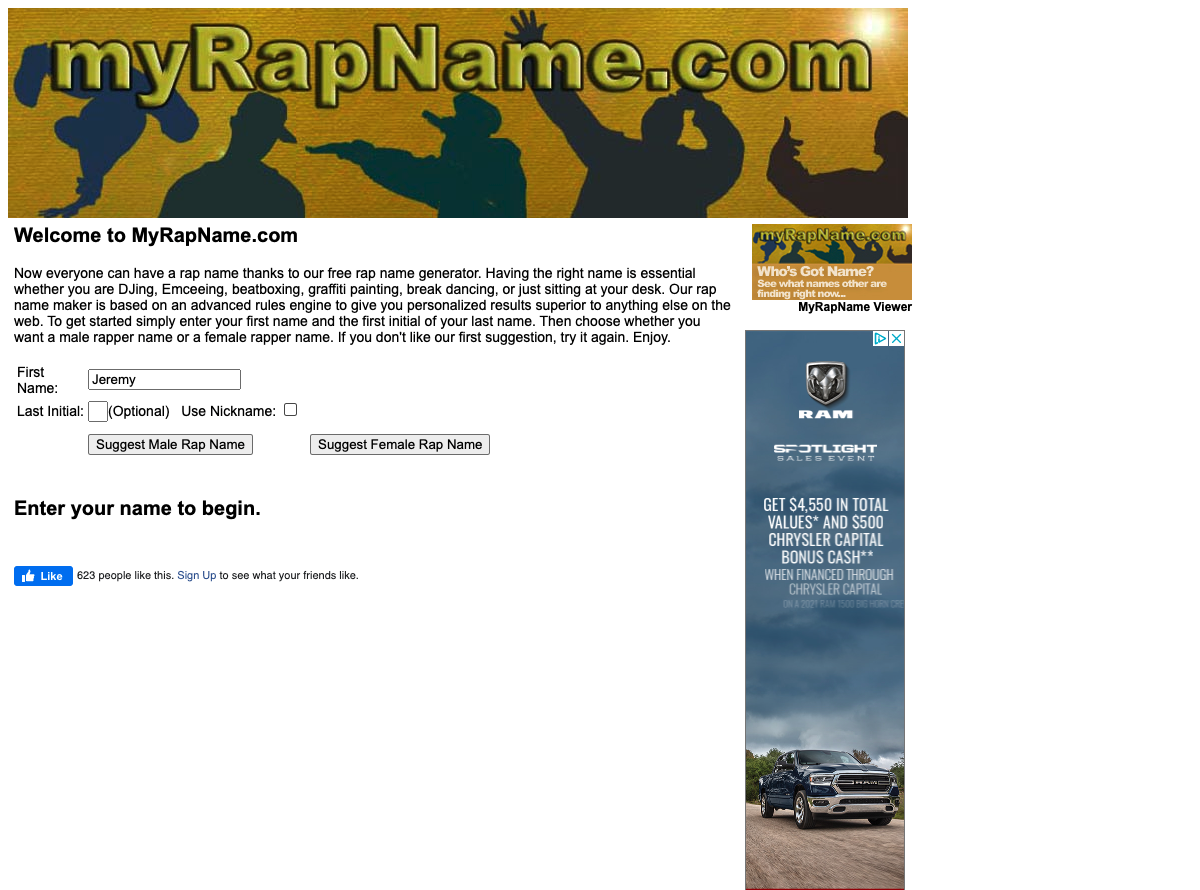 myRapName.com
Welcome to MyRapName.com
Now everyone can have a rap name thanks to our free rap name generator. Having the right name is essential
whether you are DJing, Emceeing, beatboxing, graffiti painting, break dancing, or just sitting at your desk. Our rap
name maker is based on an advanced rules engine to give you personalized results superior to anything else on the
web. To get started simply enter your first name and the first initial of your last name. Then choose whether you
want a male rapper name or a female rapper name. If you don't like our first suggestion, try it again. Enjoy.
First
Name:
Jeremy
Last Initial:
(Optional)
Use Nickname:
Suggest Male Rap Name
Suggest Female Rap Name
Enter your name to begin.
Like
623 people like this. Sign Up to see what your friends like.
myRapName.com
Who's Got Name?
See what names other are
finding right now...
MyRapName Viewer
RAM
SPOTLIGHT
SALES EVENT
GET $4,550 IN TOTAL
VALUES* AND $500
CHRYSLER CAPITAL
BONUS CASH**
WHEN FINANCED THROUGH
CHRYSLER CAPITAL
ON A 2021 RAM 1500 BIG HORN CRE
RAM